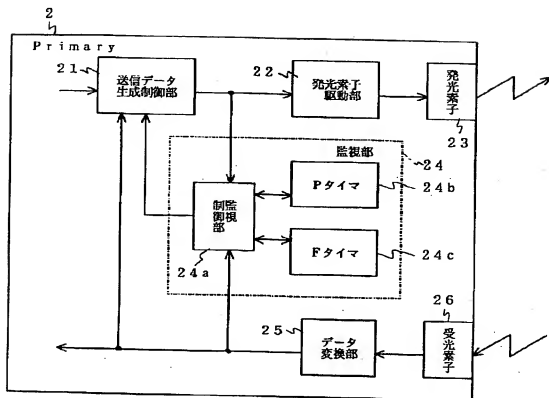 2
Primary
21
送信データ
生成制御部
22
発光素子
駆動部
発光素子
23
監視部
24
Pタイマ
24b
監視
制御部
24a
Fタイマ
24c
25
データ
変換部
26
受光素子